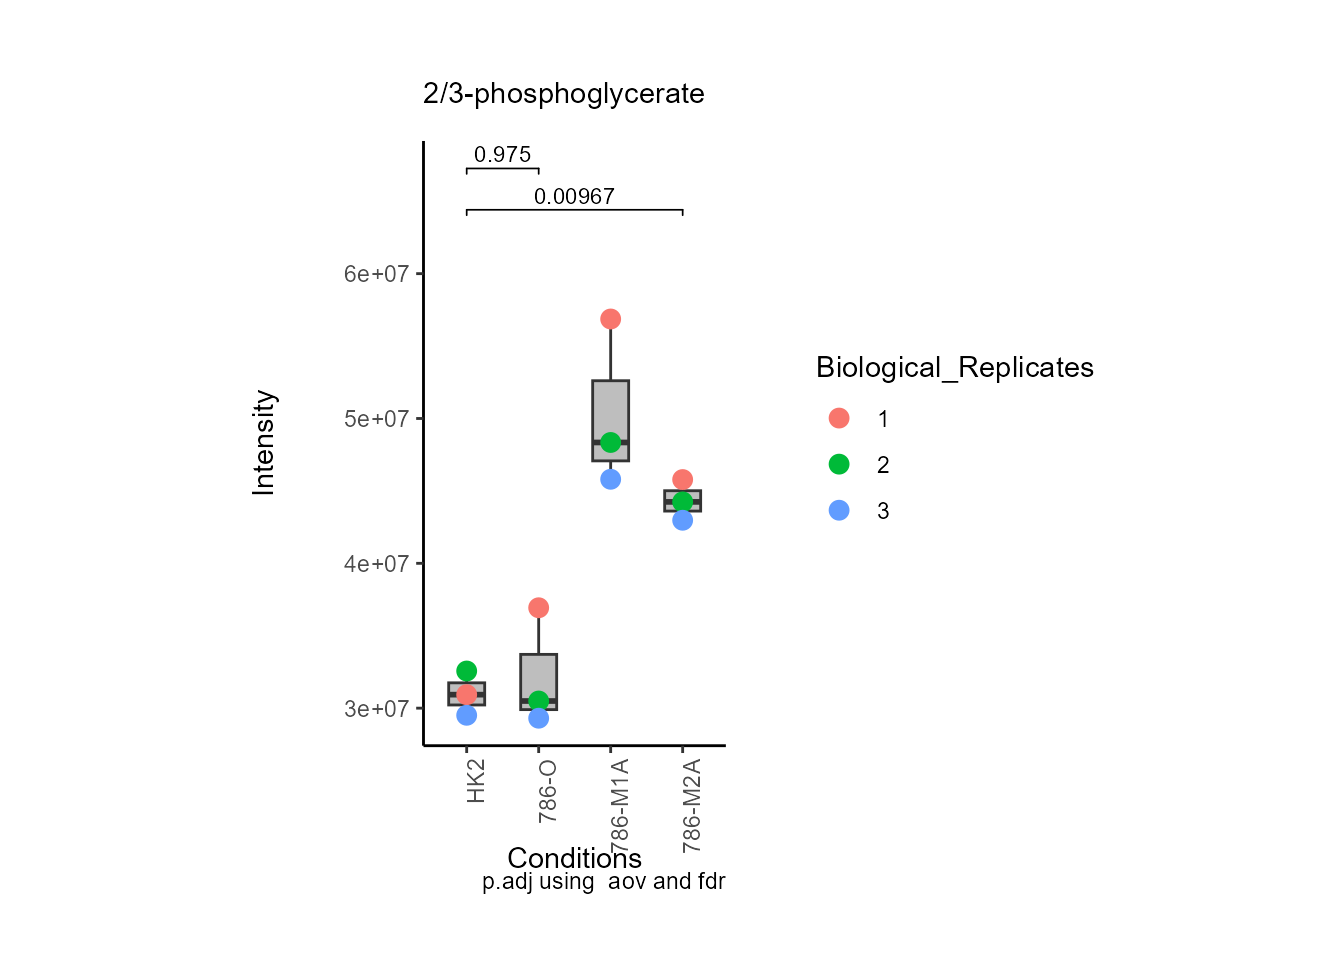 2/3-phosphoglycerate
0.975
0.00967
6e+07
5e+07
4e+07
3e+07
Intensity
HK2
786-O
786-M1A
786-M2A
Conditions
p.adj using  aov and fdr
Biological_Replicates
1
2
3